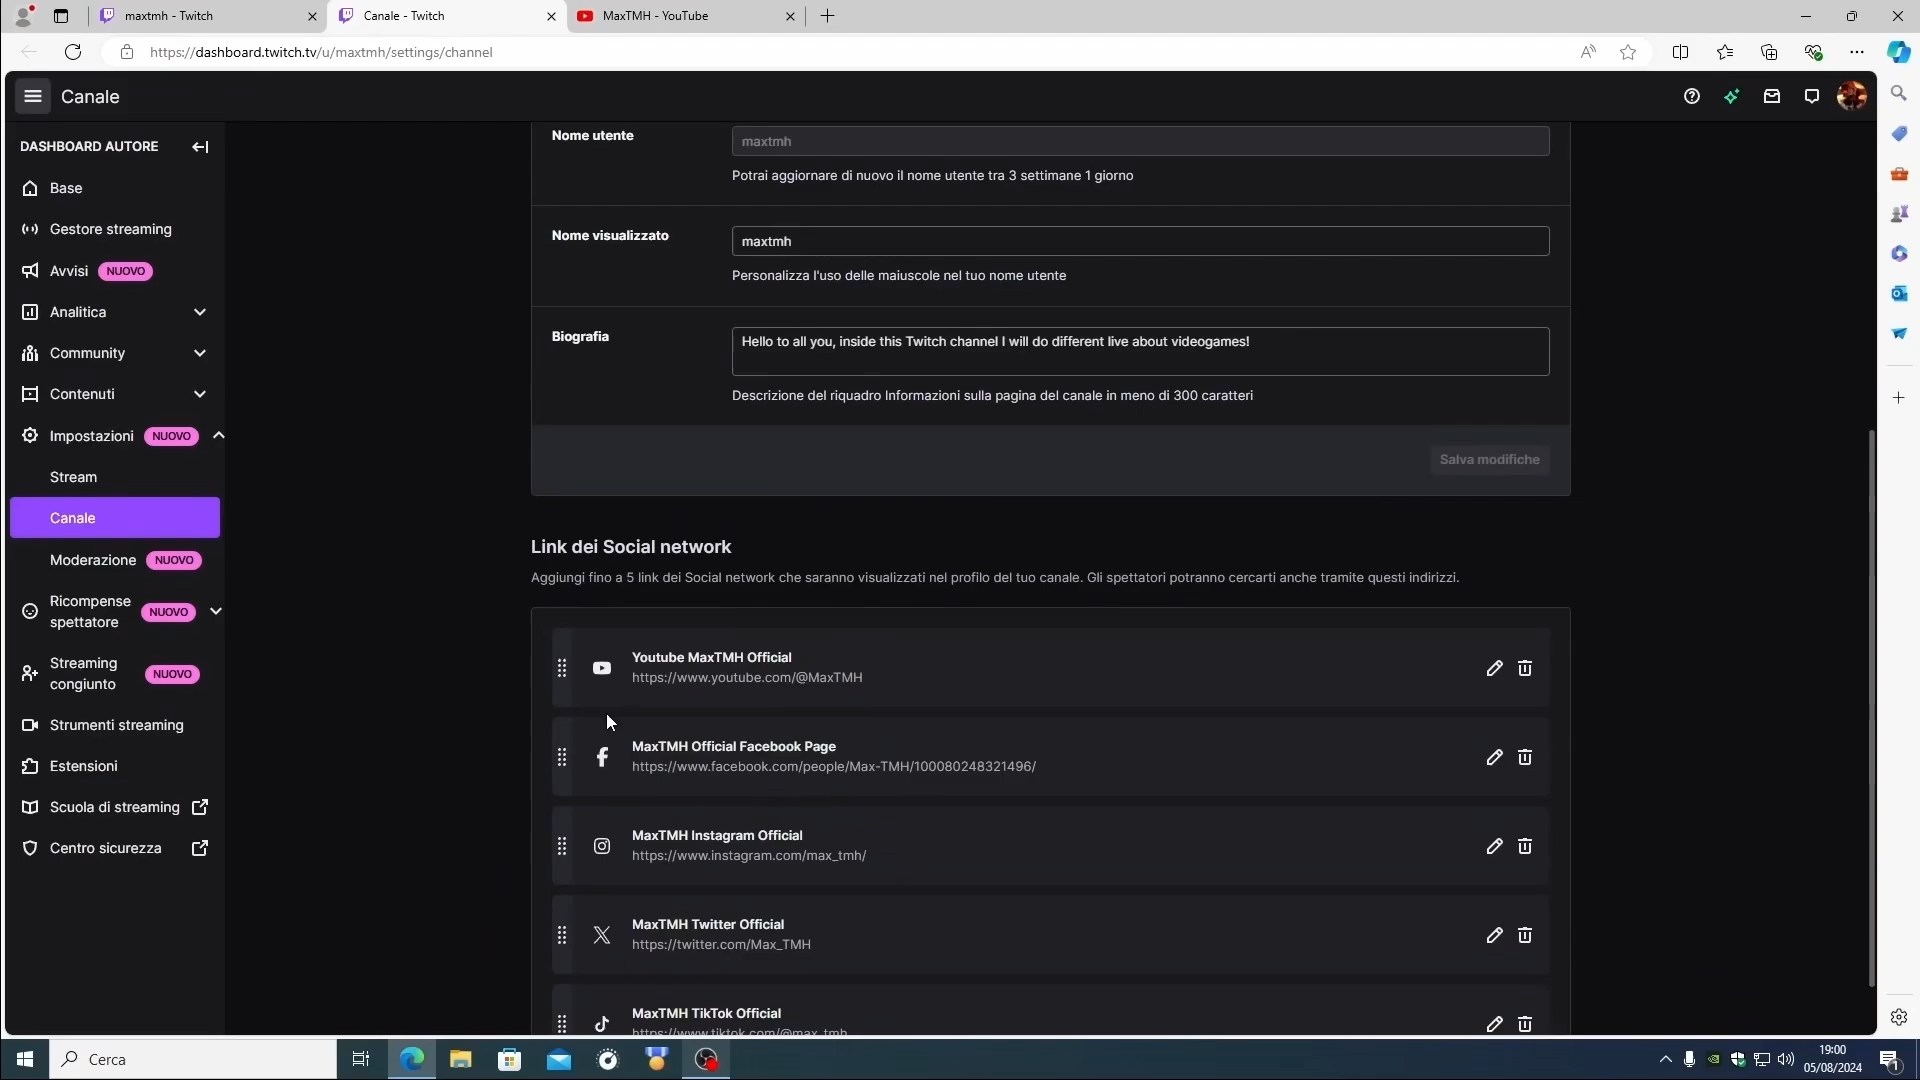 maxtmh - Twitch
Canale - Twitch
MaxTMH - YouTube
https://dashboard.twitch.tv/u/maxtmh/settings/channel
Canale
DASHBOARD AUTORE
Base
Gestore streaming
Avvisi NUOVO
Analitica
Community
Contenuti
Impostazioni NUOVO
Stream
Canale
Moderazione NUOVO
Ricompense
spettatore
NUOVO
Streaming
congiunto
NUOVO
Strumenti streaming
Estensioni
Scuola di streaming
Centro sicurezza
Nome utente
maxtmh
Potrai aggiornare di nuovo il nome utente tra 3 settimane 1 giorno
Nome visualizzato
maxtmh
Personalizza l'uso delle maiuscole nel tuo nome utente
Biografia
Hello to all you, inside this Twitch channel I will do different live about videogames!
Descrizione del riquadro Informazioni sulla pagina del canale in meno di 300 caratteri
Salva modifiche
Link dei Social network
Aggiungi fino a 5 link dei Social network che saranno visualizzati nel profilo del tuo canale. Gli spettatori potranno cercarti anche tramite questi indirizzi.
Youtube MaxTMH Official
https://www.youtube.com/@MaxTMH
MaxTMH Official Facebook Page
https://www.facebook.com/people/Max-TMH/100080248321496/
MaxTMH Instagram Official
https://www.instagram.com/max_tmh/
MaxTMH Twitter Official
https://twitter.com/Max_TMH
MaxTMH TikTok Official
https://www.tiktok.com/@max_tmh
Cerca
19:00
05/08/2024
1